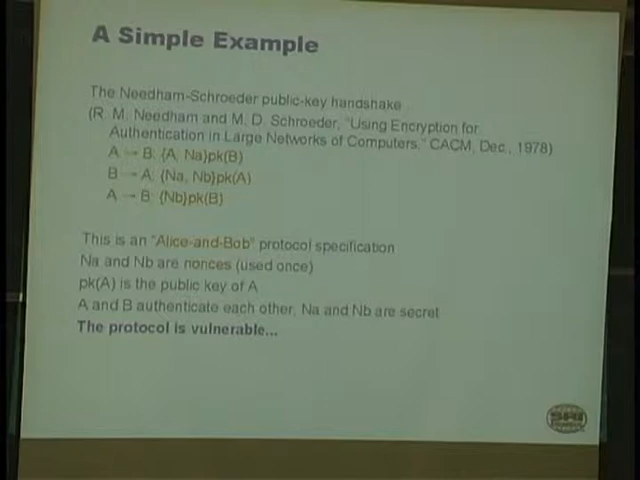 A Simple Example
The Needham-Schroeder public-key handshake
(R. M. Needham and M. D. Schroeder, "Using Encryption for
Authentication in Large Networks of Computers," CACM, Dec., 1978)
A → B: {A, Na}pk(B)
B → A: {Na, Nb}pk(A)
A → B: {Nb}pk(B)
This is an "Alice-and-Bob" protocol specification
Na and Nb are nonces (used once)
pk(A) is the public key of A
A and B authenticate each other, Na and Nb are secret
The protocol is vulnerable...
SRI